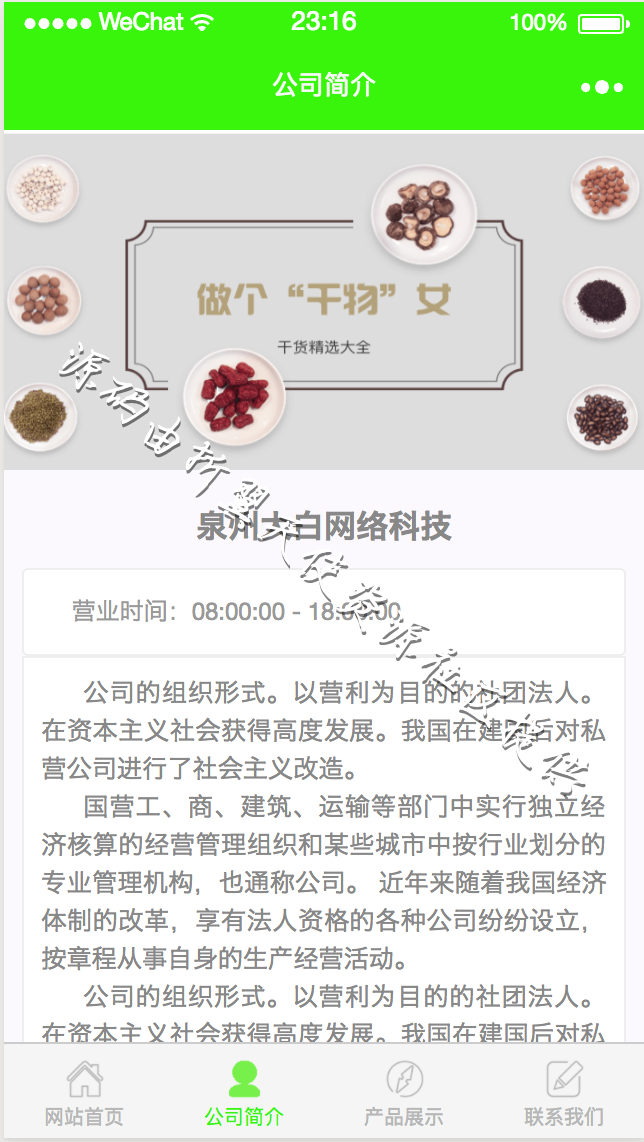 WeChat 23:16 100%
公司简介
做个“干物”女
干货精选大全
泉州大白网络科技
营业时间：08:00:00 - 18:00:00
公司的组织形式。以营利为目的的社团法人。
在资本主义社会获得高度发展。我国在建国后对私
营公司进行了社会主义改造。
国营工、商、建筑、运输等部门中实行独立经
济核算的经营管理组织和某些城市中按行业划分的
专业管理机构，也通称公司。 近年来随着我国经济
体制的改革，享有法人资格的各种公司纷纷设立，
按章程从事自身的生产经营活动。
公司的组织形式。以营利为目的的社团法人。
在资本主义社会获得高度发展。我国在建国后对私
网站首页 公司简介 产品展示 联系我们
源码由折翼天使资源社区提供